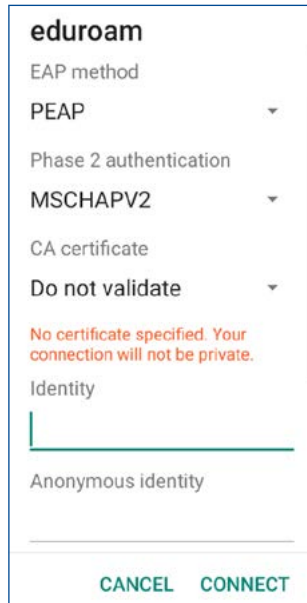 eduroam
EAP method
PEAP
Phase 2 authentication
MSCHAPV2
CA certificate
Do not validate
No certificate specified. Your
connection will not be private.
Identity
Anonymous identity
CANCEL CONNECT